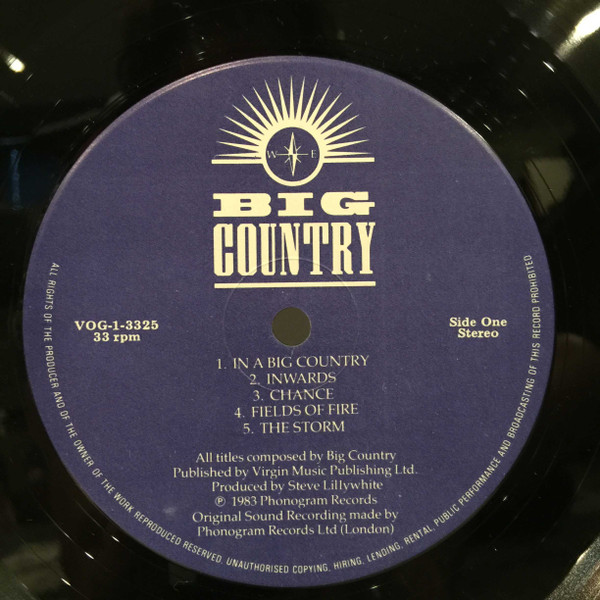 W E
BIG
COUNTRY
VOG-1-3325
33 rpm
Side One
Stereo
1. IN A BIG COUNTRY
2. INWARDS
3. CHANCE
4. FIELDS OF FIRE
5. THE STORM
All titles composed by Big Country
Published by Virgin Music Publishing Ltd.
Produced by Steve Lillywhite
℗ 1983 Phonogram Records
Original Sound Recording made by
Phonogram Records Ltd (London)
ALL RIGHTS OF THE PRODUCER AND OF THE OWNER OF THE WORK REPRODUCED RESERVED. UNAUTHORISED COPYING, HIRING, LENDING, RENTAL, PUBLIC PERFORMANCE AND BROADCASTING OF THIS RECORD PROHIBITED